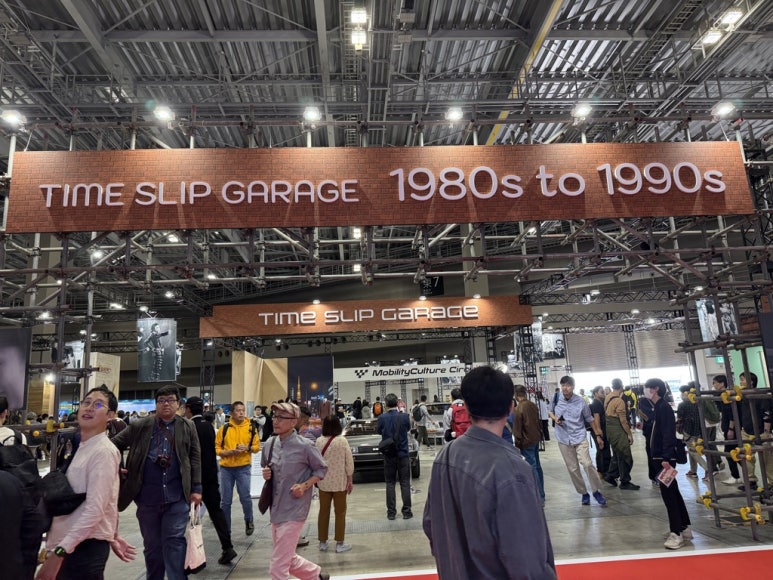 TIME SLIP GARAGE 1980s to 1990s
TIME SLIP GARAGE
MobilityCulture Circ